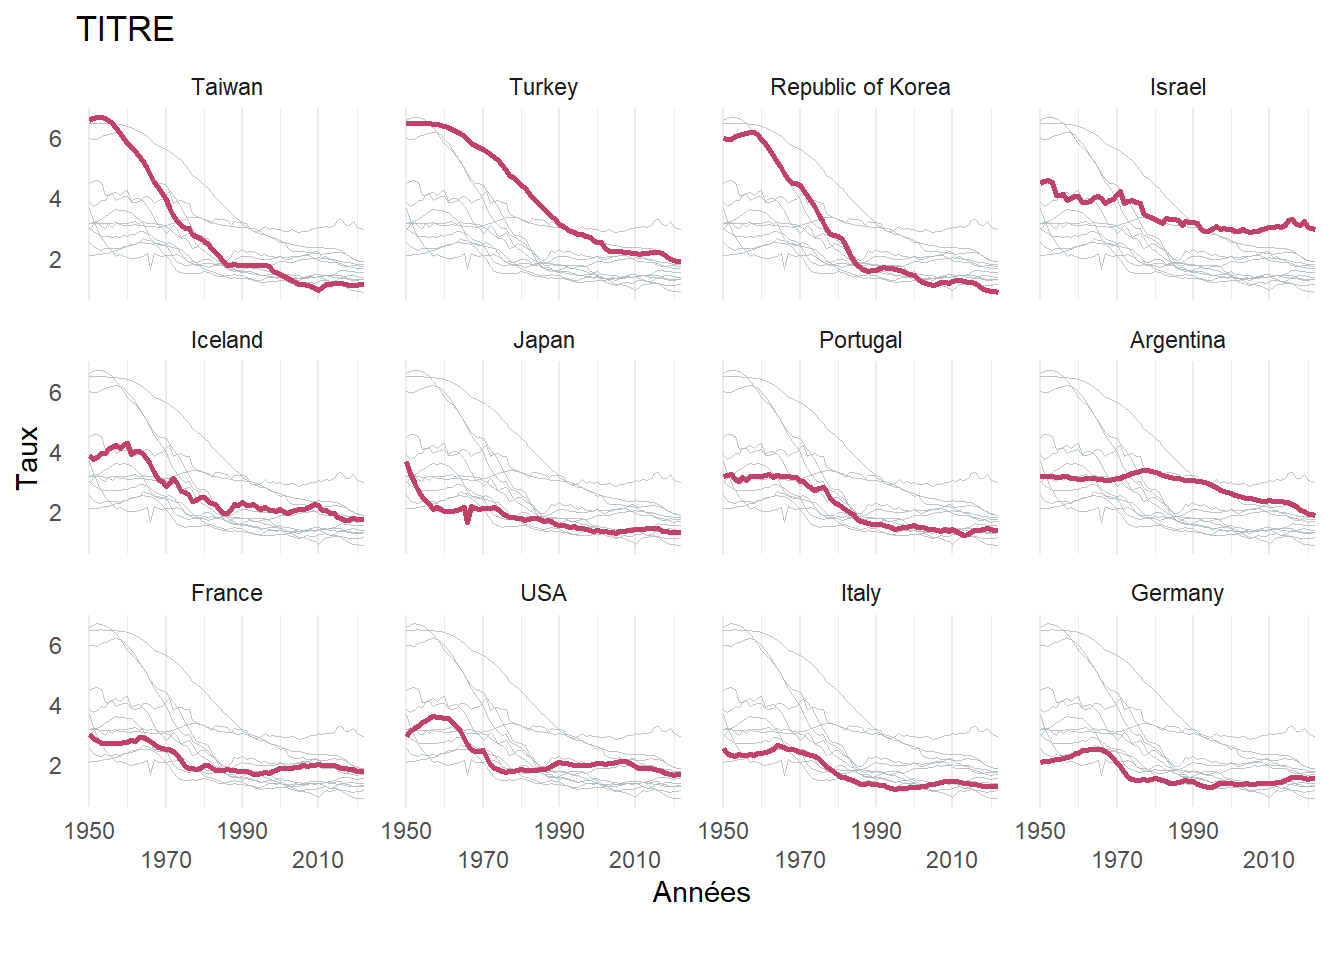 TITRE
Taiwan Turkey Republic of Korea Israel
6
4
2
Iceland Japan Portugal Argentina
6
4
2
Taux
France USA Italy Germany
6
4
2
1950 1990 1950 1990 1950 1990 1950 1990
1970 2010 1970 2010 1970 2010 1970 2010
Années